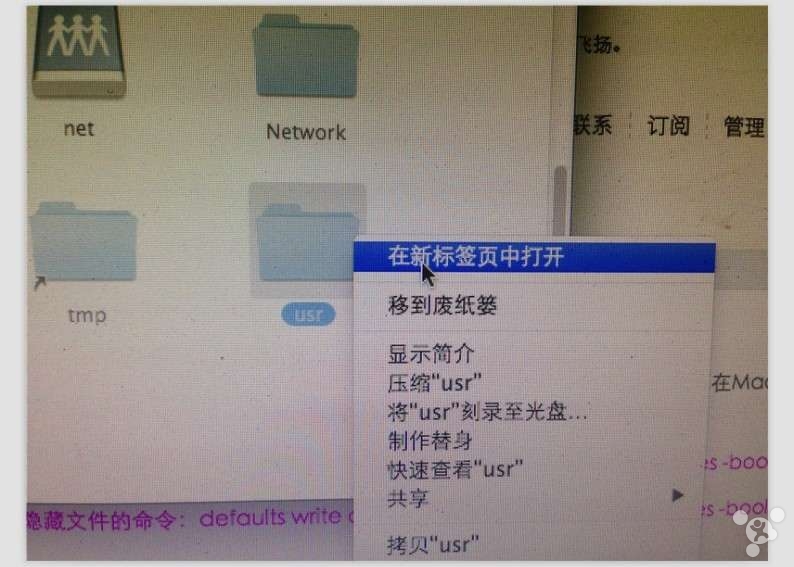 飞扬。
net
Network
联系 订阅 管理
tmp
usr
在新标签页中打开
移到废纸篓
显示简介
压缩“usr”
将“usr”刻录至光盘...
制作替身
快速查看“usr”
共享
拷贝“usr”
在Mac
es -boo
es -bool
隐藏文件的命令：defaults write